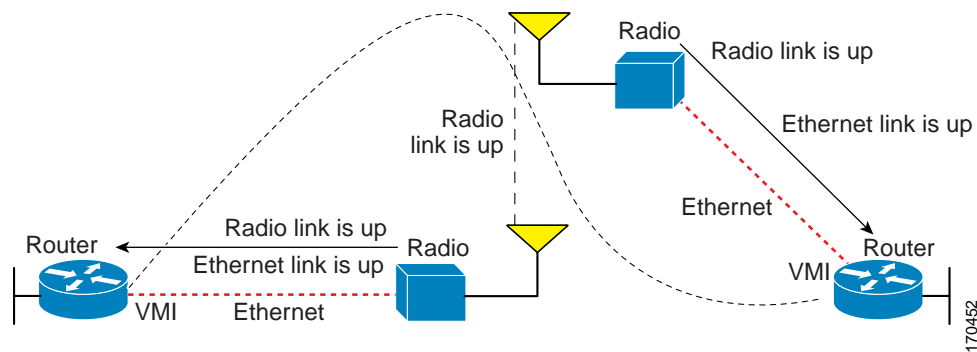 Radio
Radio link is up
Radio
link is up
Ethernet link is up
Ethernet
Radio link is up
Router
Radio
Ethernet link is up
Router
VMI
VMI
Ethernet
170452